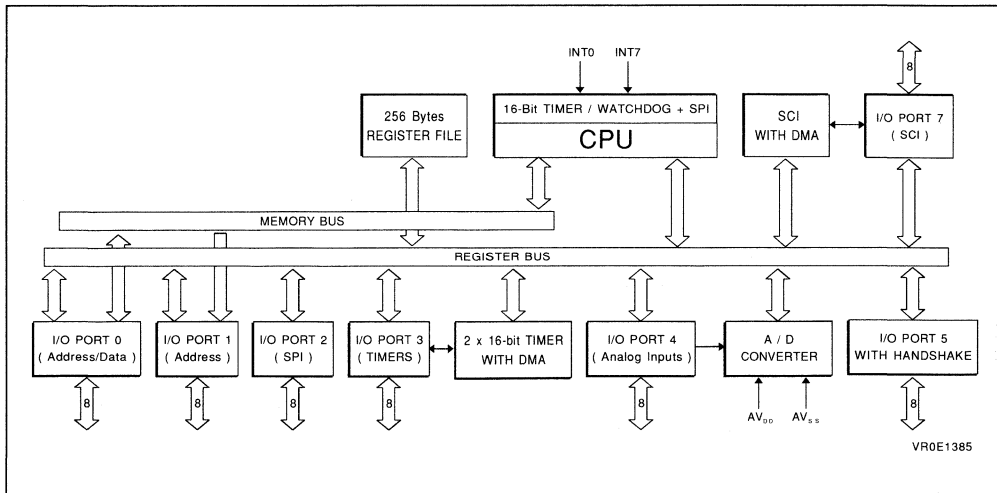 INT0 INT7
8
256 Bytes
REGISTER FILE
16-Bit TIMER / WATCHDOG + SPI
CPU
SCI
WITH DMA
I/O PORT 7
( SCI )
MEMORY BUS
REGISTER BUS
I/O PORT 0
( Address/Data )
I/O PORT 1
( Address )
I/O PORT 2
( SPI )
I/O PORT 3
( TIMERS )
2 x 16-bit TIMER
WITH DMA
I/O PORT 4
( Analog Inputs )
A / D
CONVERTER
I/O PORT 5
WITH HANDSHAKE
8 8 8 8 8 8
AVDD AVSS
VR0E1385